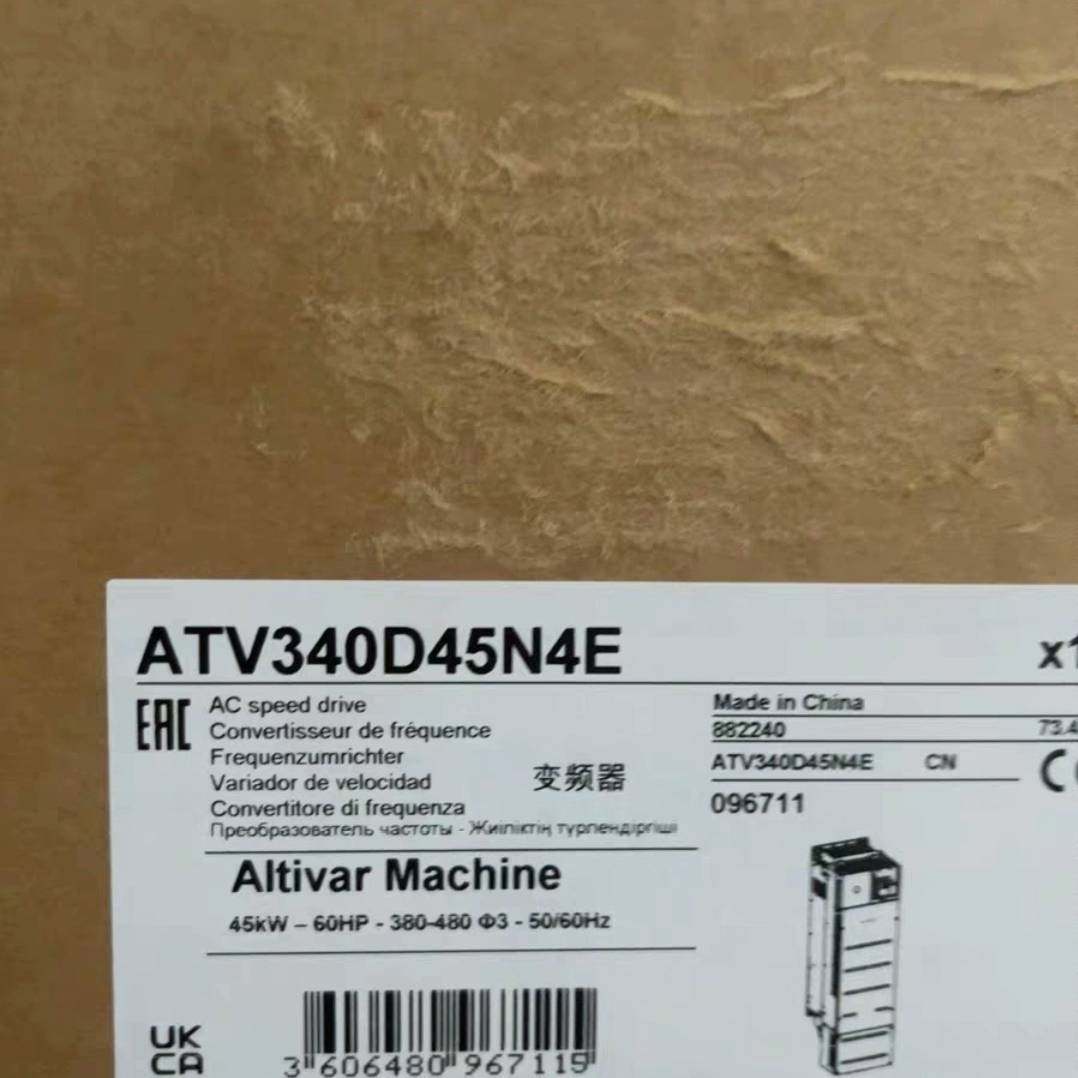 ATV340D45N4E
x1
EAC
AC speed drive
Convertisseur de fréquence
Frequenzumrichter
Variador de velocidad
Convertitore di frequenza
变频器
Преобразователь частоты - Жиіліктің түрлендіргіші
Made in China
882240
73.4
ATV340D45N4E CN
096711
Altivar Machine
45kW – 60HP - 380-480 Φ3 - 50/60Hz
UK
CA
3 606480 967115